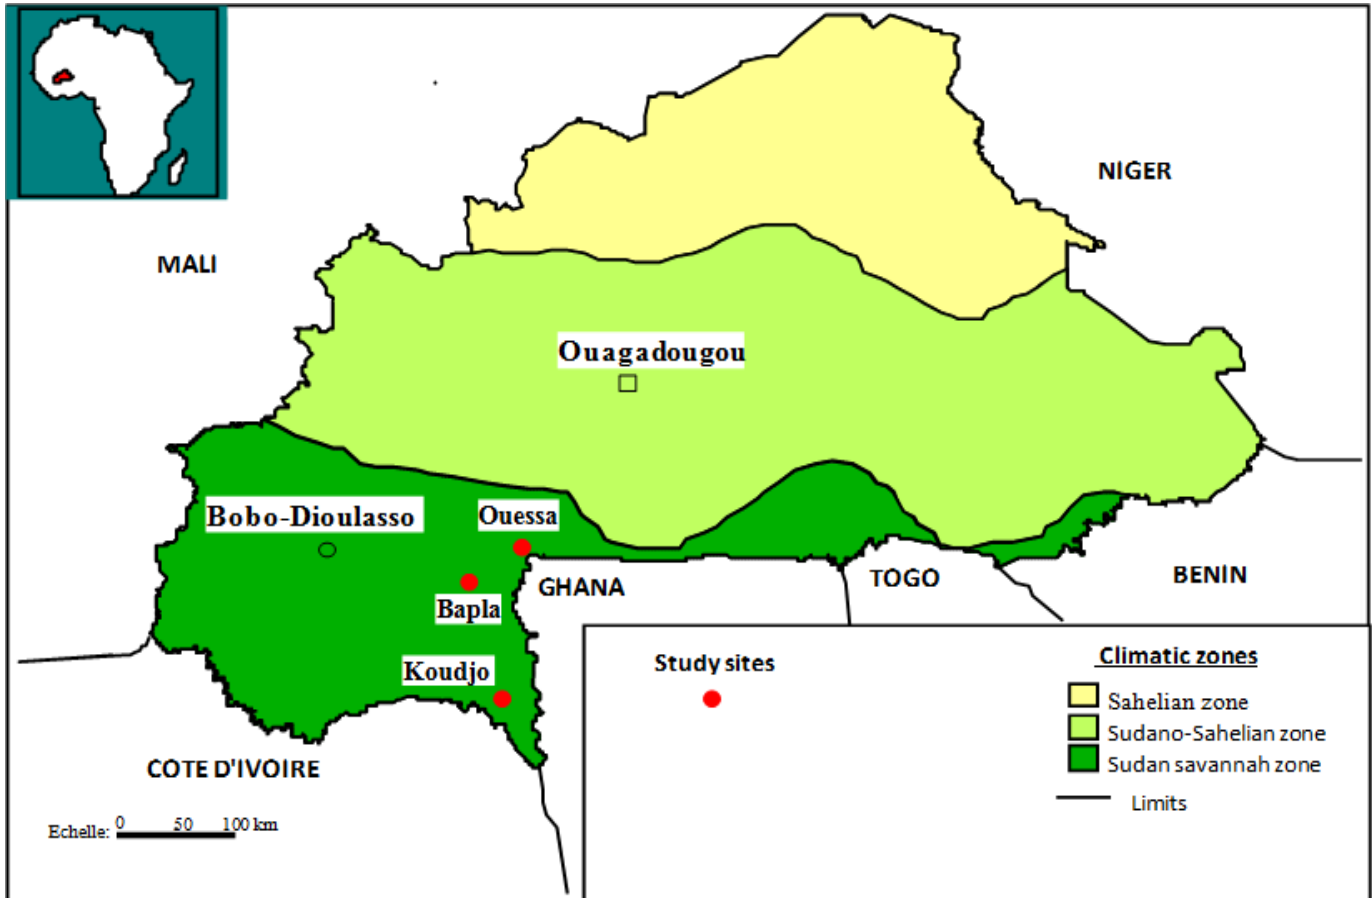 NIGER
MALI
Ouagadougou
Bobo-Dioulasso
Ouessa
GHANA
TOGO
BENIN
Bapla
Koudjo
COTE D'IVOIRE
Echelle: 0 50 100 km
Study sites
Climatic zones
Sahelian zone
Sudano-Sahelian zone
Sudan savannah zone
Limits